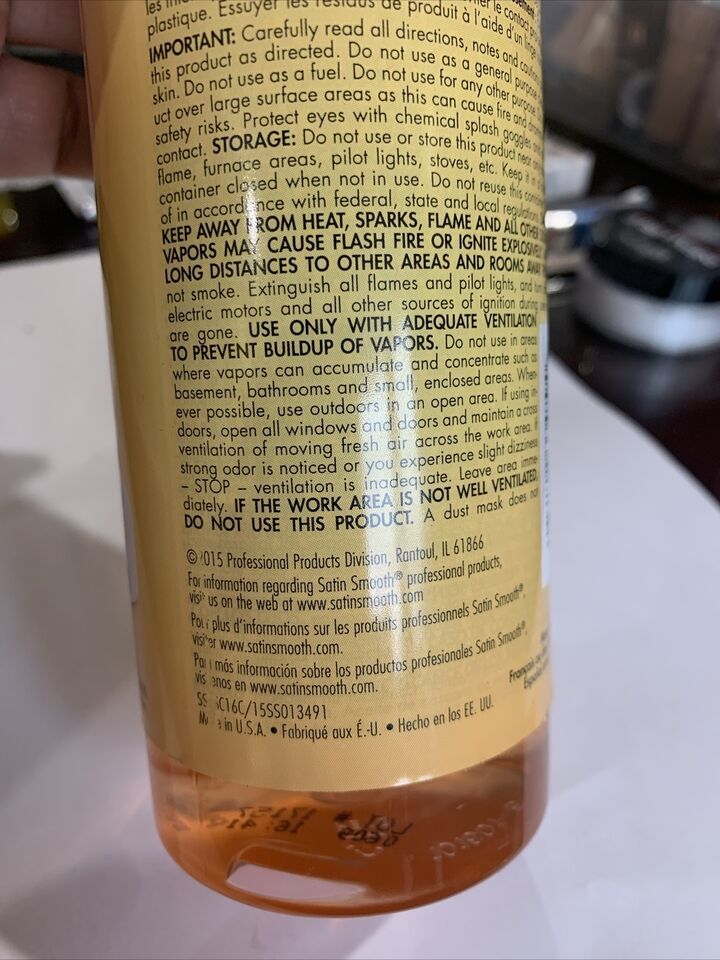 plastique. Essuyer les résidus de produit à l'aide d'un
IMPORTANT: Carefully read all directions, notes and
this product as directed. Do not use as a general
skin. Do not use as a fuel. Do not use for any other
uct over large surface areas as this can cause fire and
safety risks. Protect eyes with chemical splash goggles
contact. STORAGE: Do not use or store this product near
flame, furnace areas, pilot lights, stoves, etc. Keep
container closed when not in use. Do not reuse this
of in accordance with federal, state and local
KEEP AWAY FROM HEAT, SPARKS, FLAME AND ALL
VAPORS MAY CAUSE FLASH FIRE OR IGNITE
LONG DISTANCES TO OTHER AREAS AND ROOMS
not smoke. Extinguish all flames and pilot lights, and
electric motors and all other sources of ignition during
are gone. USE ONLY WITH ADEQUATE VENTILATION
TO PREVENT BUILDUP OF VAPORS. Do not use in areas
where vapors can accumulate and concentrate such as
basement, bathrooms and small, enclosed areas. When-
ever possible, use outdoors in an open area. If using in-
doors, open all windows and doors and maintain a cross
ventilation of moving fresh air across the work area. If
strong odor is noticed or you experience slight dizziness
– STOP – ventilation is inadequate. Leave area imme-
diately. IF THE WORK AREA IS NOT WELL VENTILATED,
DO NOT USE THIS PRODUCT. A dust mask does not
© 2015 Professional Products Division, Rantoul, IL 61866
For information regarding Satin Smooth® professional products,
visit us on the web at www.satinsmooth.com
Pour plus d'informations sur les produits professionnels Satin Smooth®,
visiter www.satinsmooth.com.
Para más información sobre los productos profesionales Satin Smooth®,
visítenos en www.satinsmooth.com.
C16C/15SS013491
Made in U.S.A. • Fabriqué aux É.-U. • Hecho en los EE. UU.